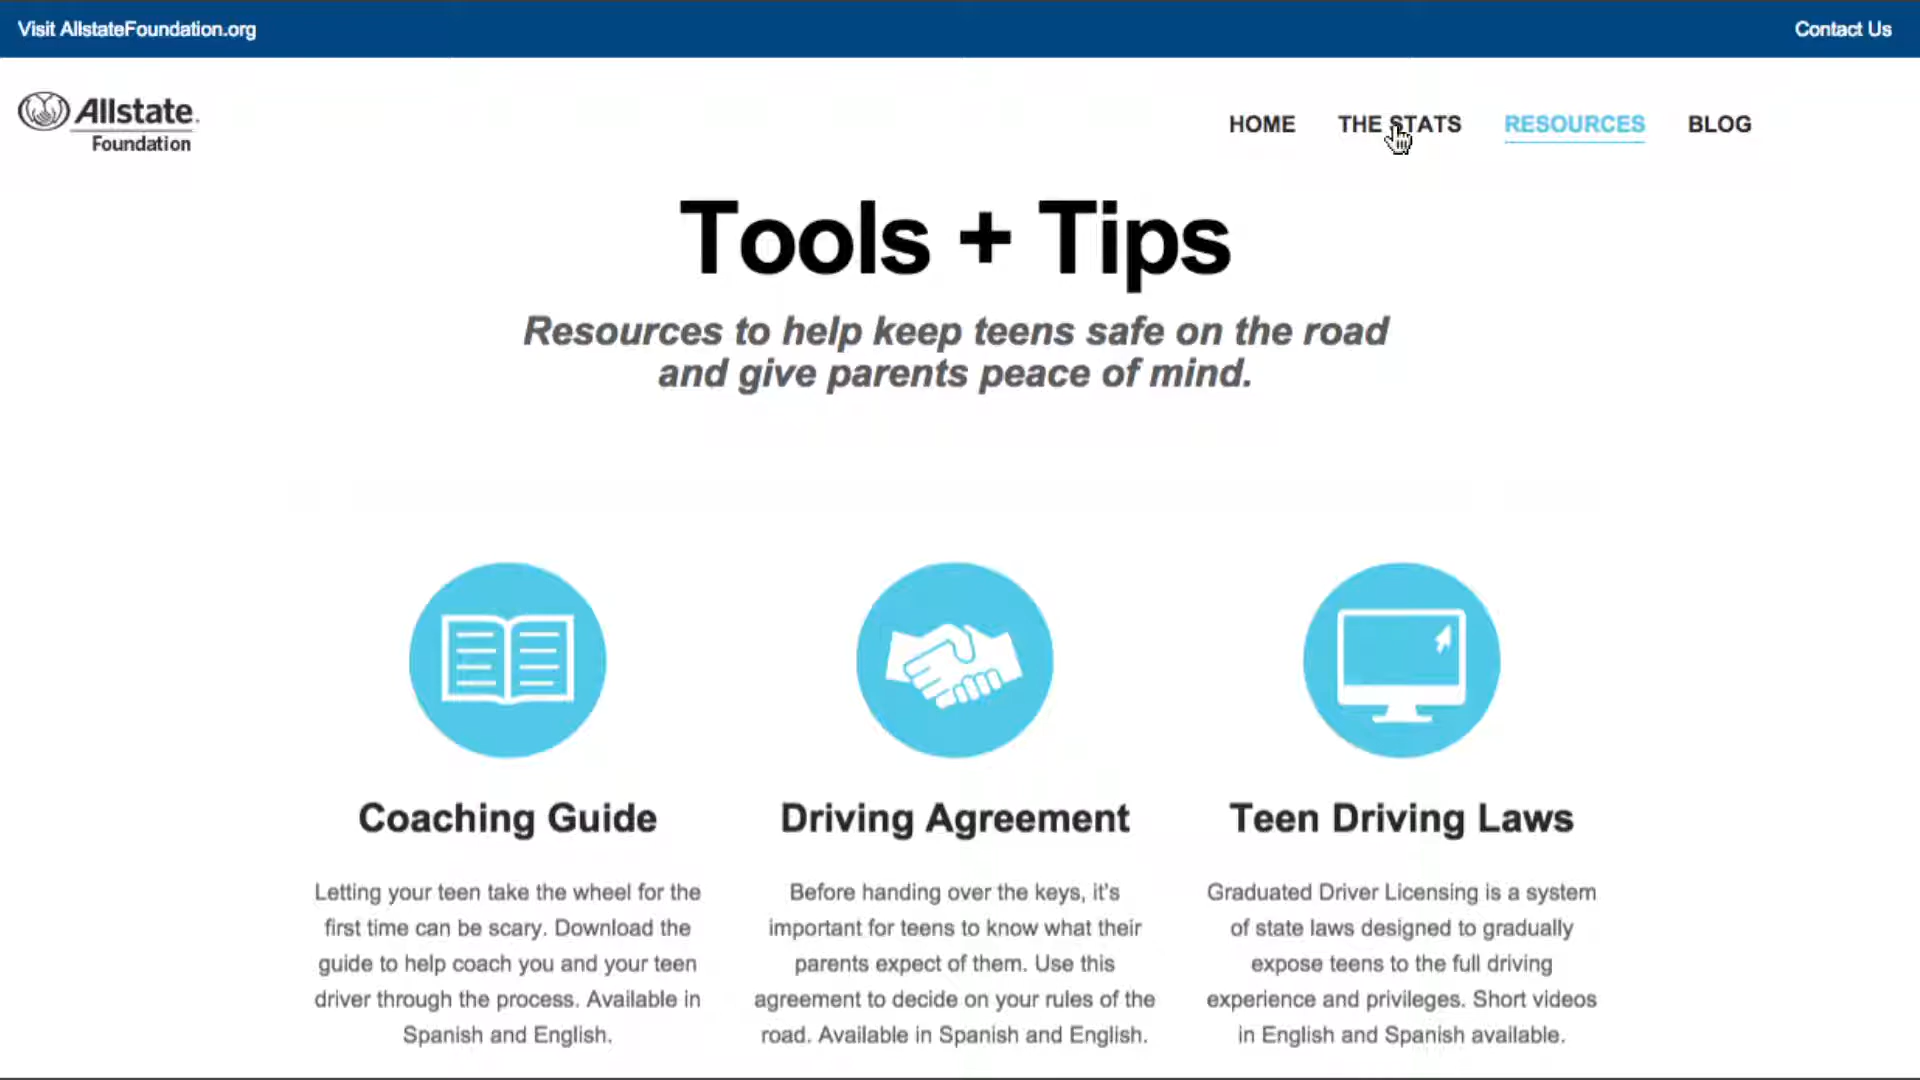 Visit AllstateFoundation.org
Contact Us
Allstate.
Foundation
HOME
THE STATS
RESOURCES
BLOG
Tools + Tips
Resources to help keep teens safe on the road
and give parents peace of mind.
Coaching Guide
Letting your teen take the wheel for the
first time can be scary. Download the
guide to help coach you and your teen
driver through the process. Available in
Spanish and English.
Driving Agreement
Before handing over the keys, it's
important for teens to know what their
parents expect of them. Use this
agreement to decide on your rules of the
road. Available in Spanish and English.
Teen Driving Laws
Graduated Driver Licensing is a system
of state laws designed to gradually
expose teens to the full driving
experience and privileges. Short videos
in English and Spanish available.